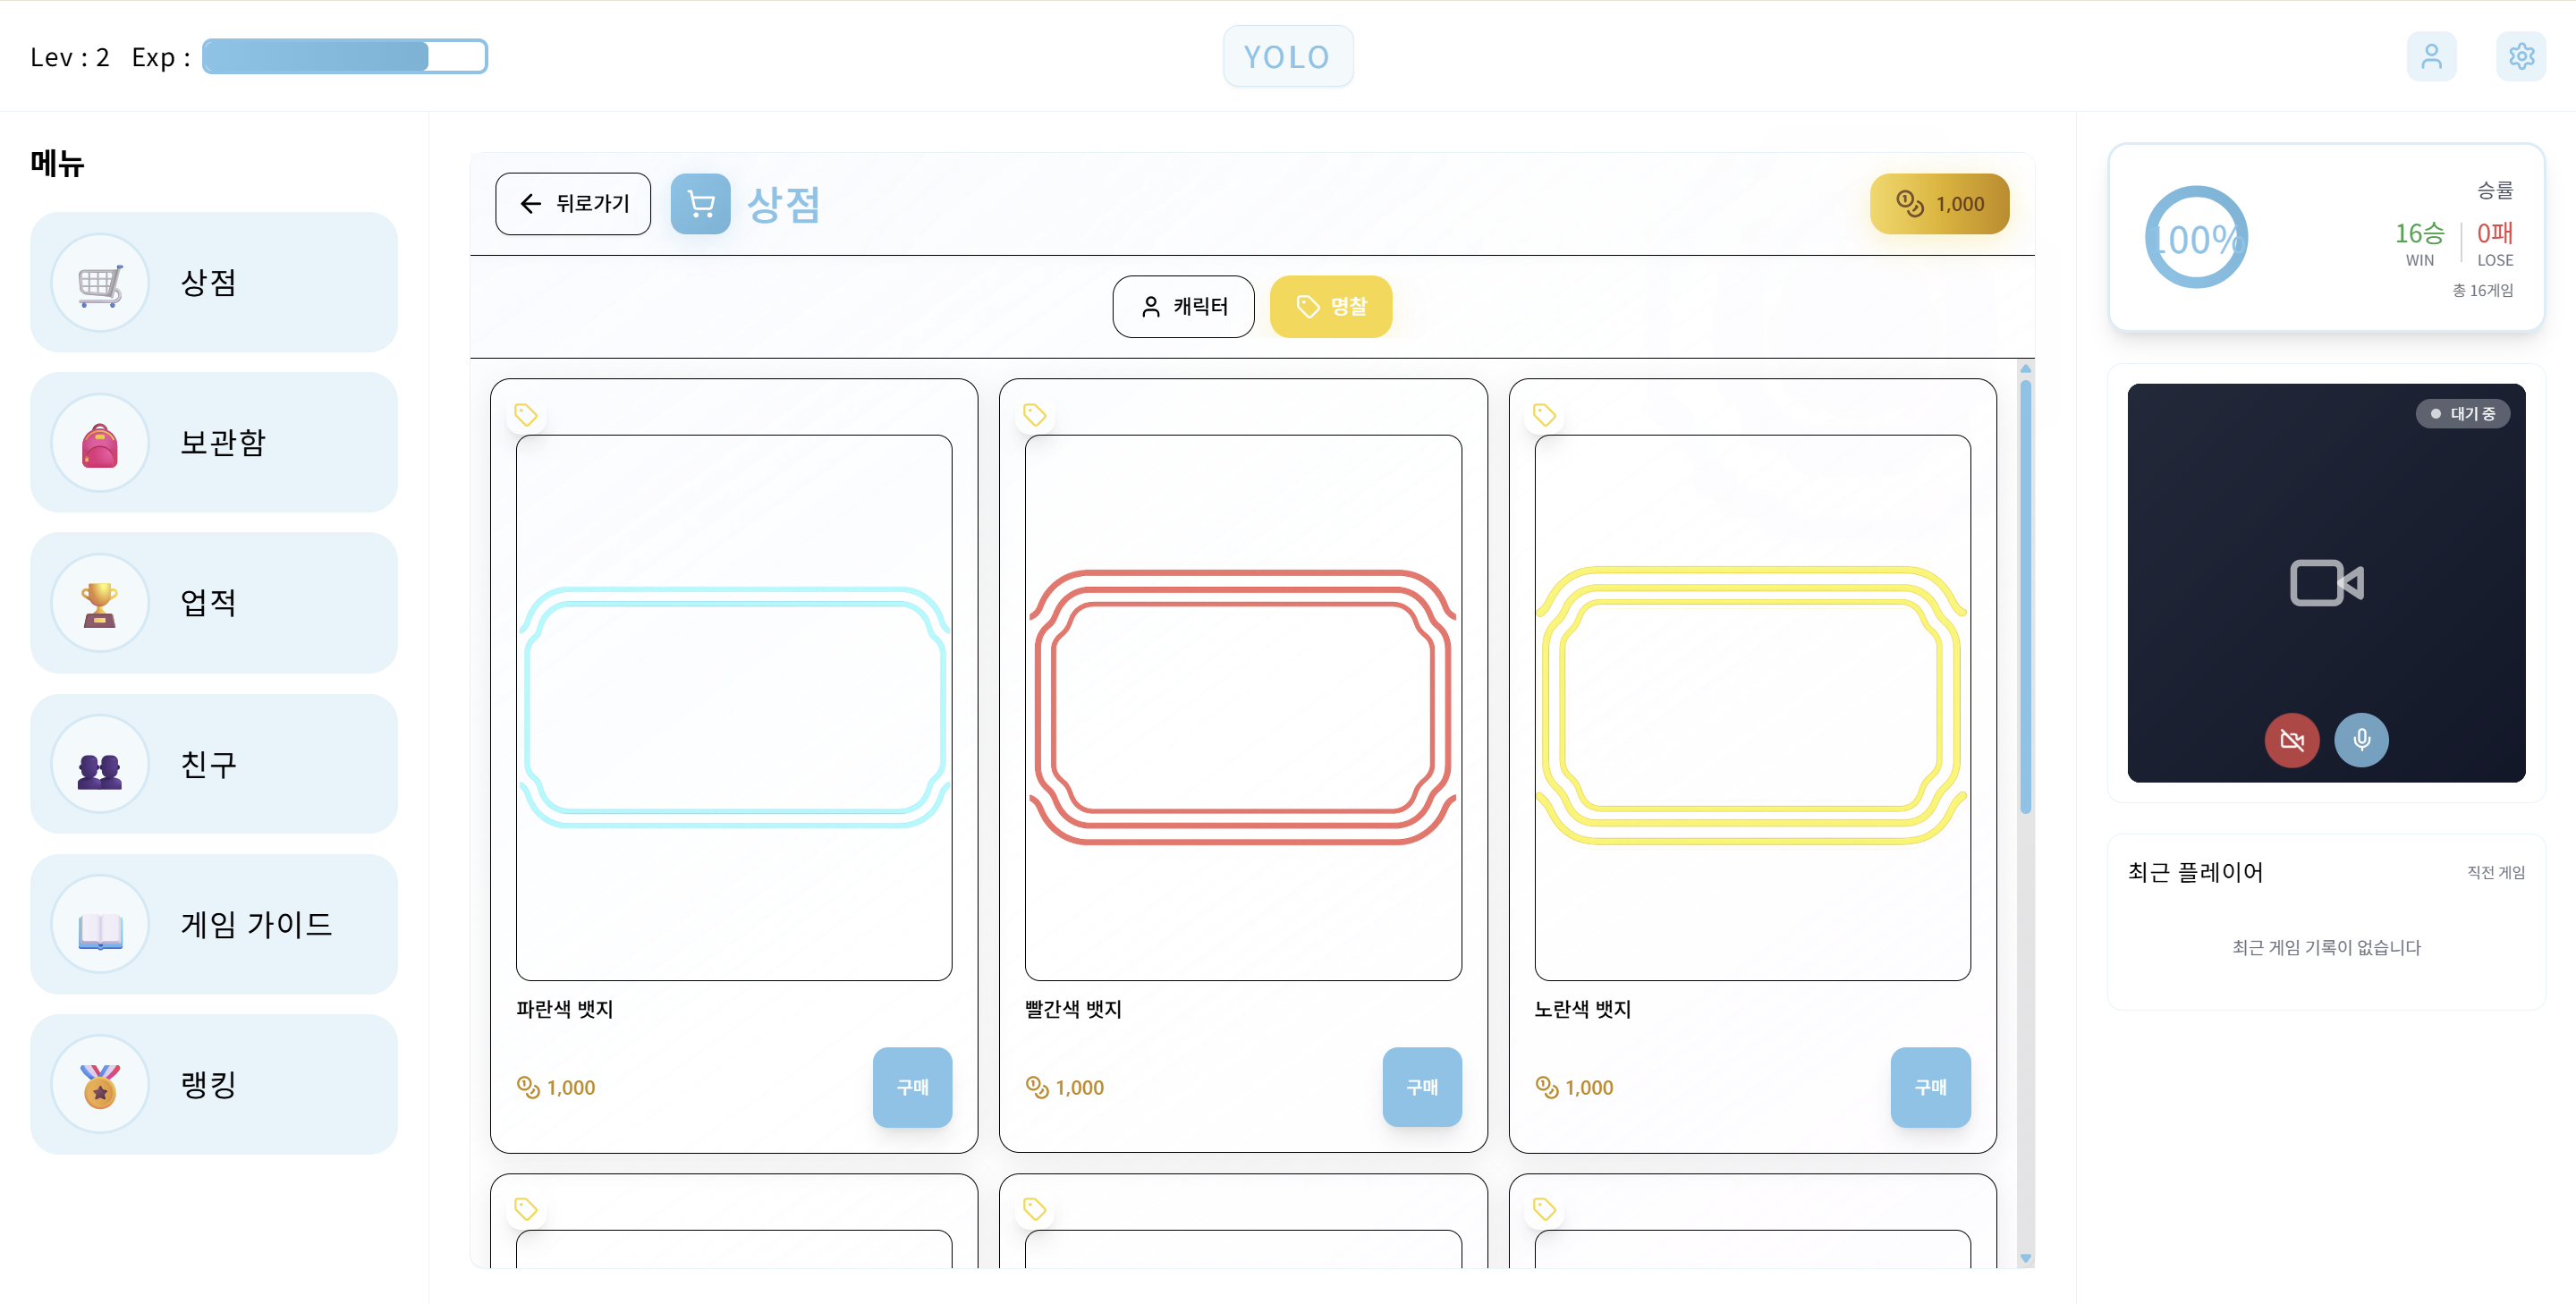 Lev : 2 Exp :
YOLO
메뉴
상점
보관함
업적
친구
게임 가이드
랭킹
뒤로가기
상점
1,000
캐릭터
명찰
파란색 뱃지
1,000
구매
빨간색 뱃지
1,000
구매
노란색 뱃지
1,000
구매
100%
승률
16승
WIN
0패
LOSE
총 16게임
대기 중
최근 플레이어
직전 게임
최근 게임 기록이 없습니다